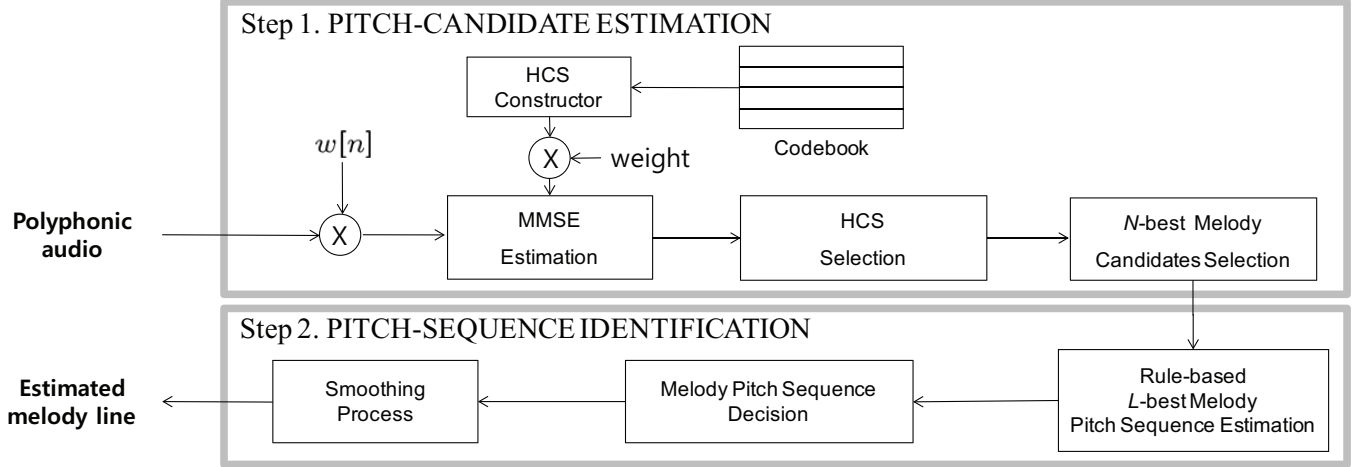 Step 1. PITCH-CANDIDATE ESTIMATION
HCS
Constructor
Codebook
w[n]
X
weight
Polyphonic
audio
X
MMSE
Estimation
HCS
Selection
N-best Melody
Candidates Selection
Step 2. PITCH-SEQUENCE IDENTIFICATION
Estimated
melody line
Smoothing
Process
Melody Pitch Sequence
Decision
Rule-based
L-best Melody
Pitch Sequence Estimation